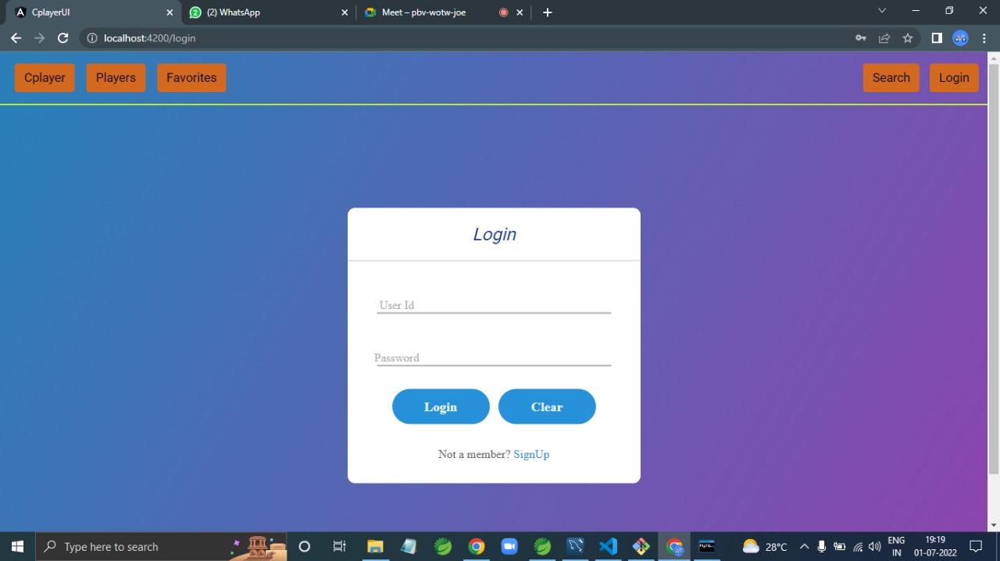 CplayerUI
(2) WhatsApp
Meet – pbv-wotw-joe
localhost:4200/login
Cplayer
Players
Favorites
Search
Login
Login
User Id
Password
Login
Clear
Not a member? SignUp
Type here to search
28°C
ENG
IN
19:19
01-07-2022